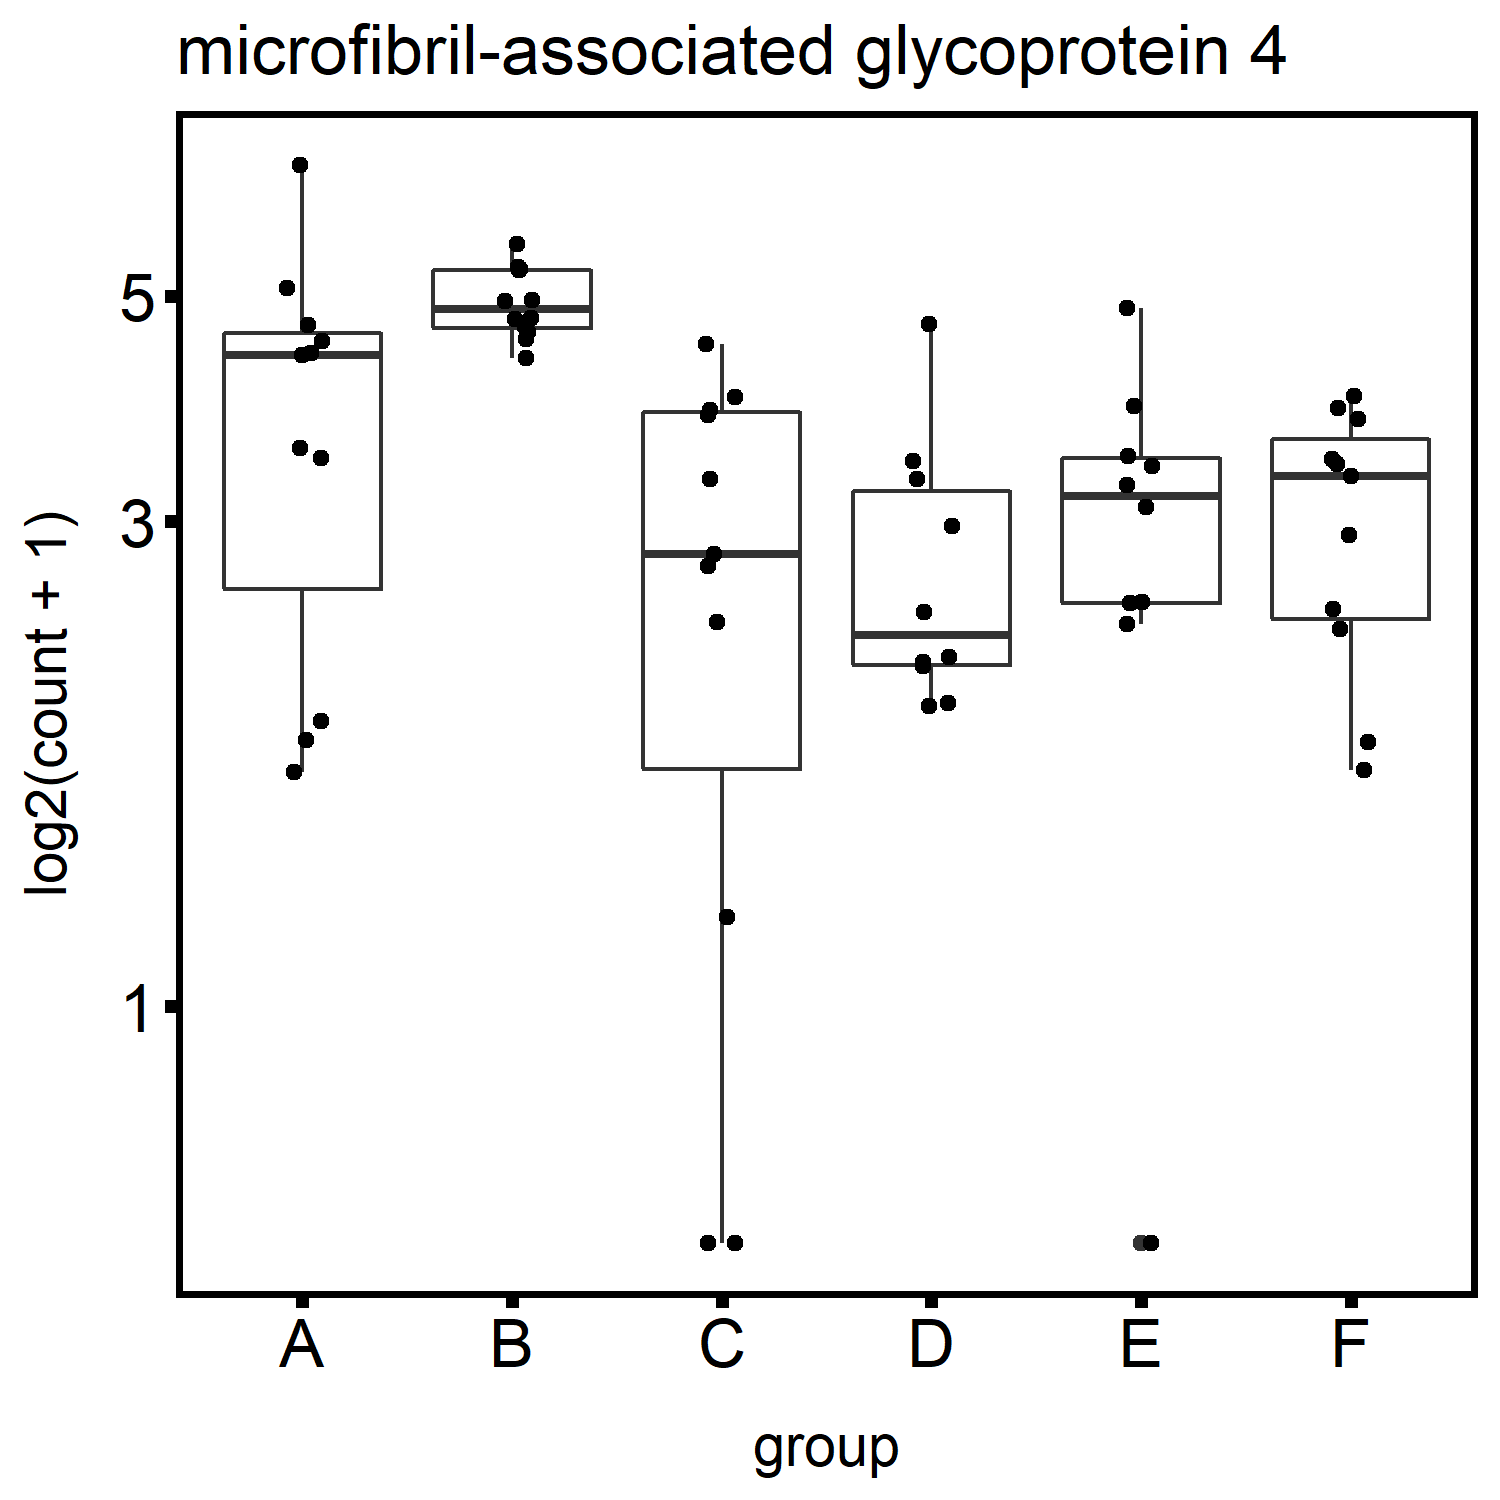 microfibril-associated glycoprotein 4
log2(count + 1)
5
3
1
A B C D E F
group